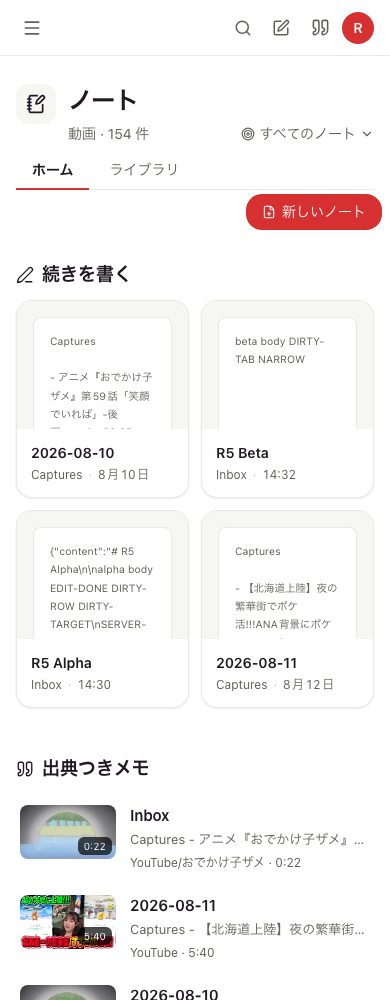 R
ノート
動画 · 154 件
すべてのノート
ホーム
ライブラリ
新しいノート
続きを書く
Captures
- アニメ『おでかけ子
ザメ』第59話「笑顔
でいれば」-後
2026-08-10
Captures · 8月10日
beta body DIRTY-
TAB NARROW
R5 Beta
Inbox · 14:32
{"content":"# R5
Alpha\n\nalpha body
EDIT-DONE DIRTY-
ROW DIRTY-
TARGET\nSERVER-
R5 Alpha
Inbox · 14:30
Captures
- 【北海道上陸】夜の
繁華街でポケ
活!!!ANA背景にポケ
2026-08-11
Captures · 8月12日
出典つきメモ
0:22
Inbox
Captures - アニメ『おでかけ子ザメ』...
YouTube/おでかけ子ザメ · 0:22
5:40
2026-08-11
Captures - 【北海道上陸】夜の繁華街...
YouTube · 5:40
2026-08-10